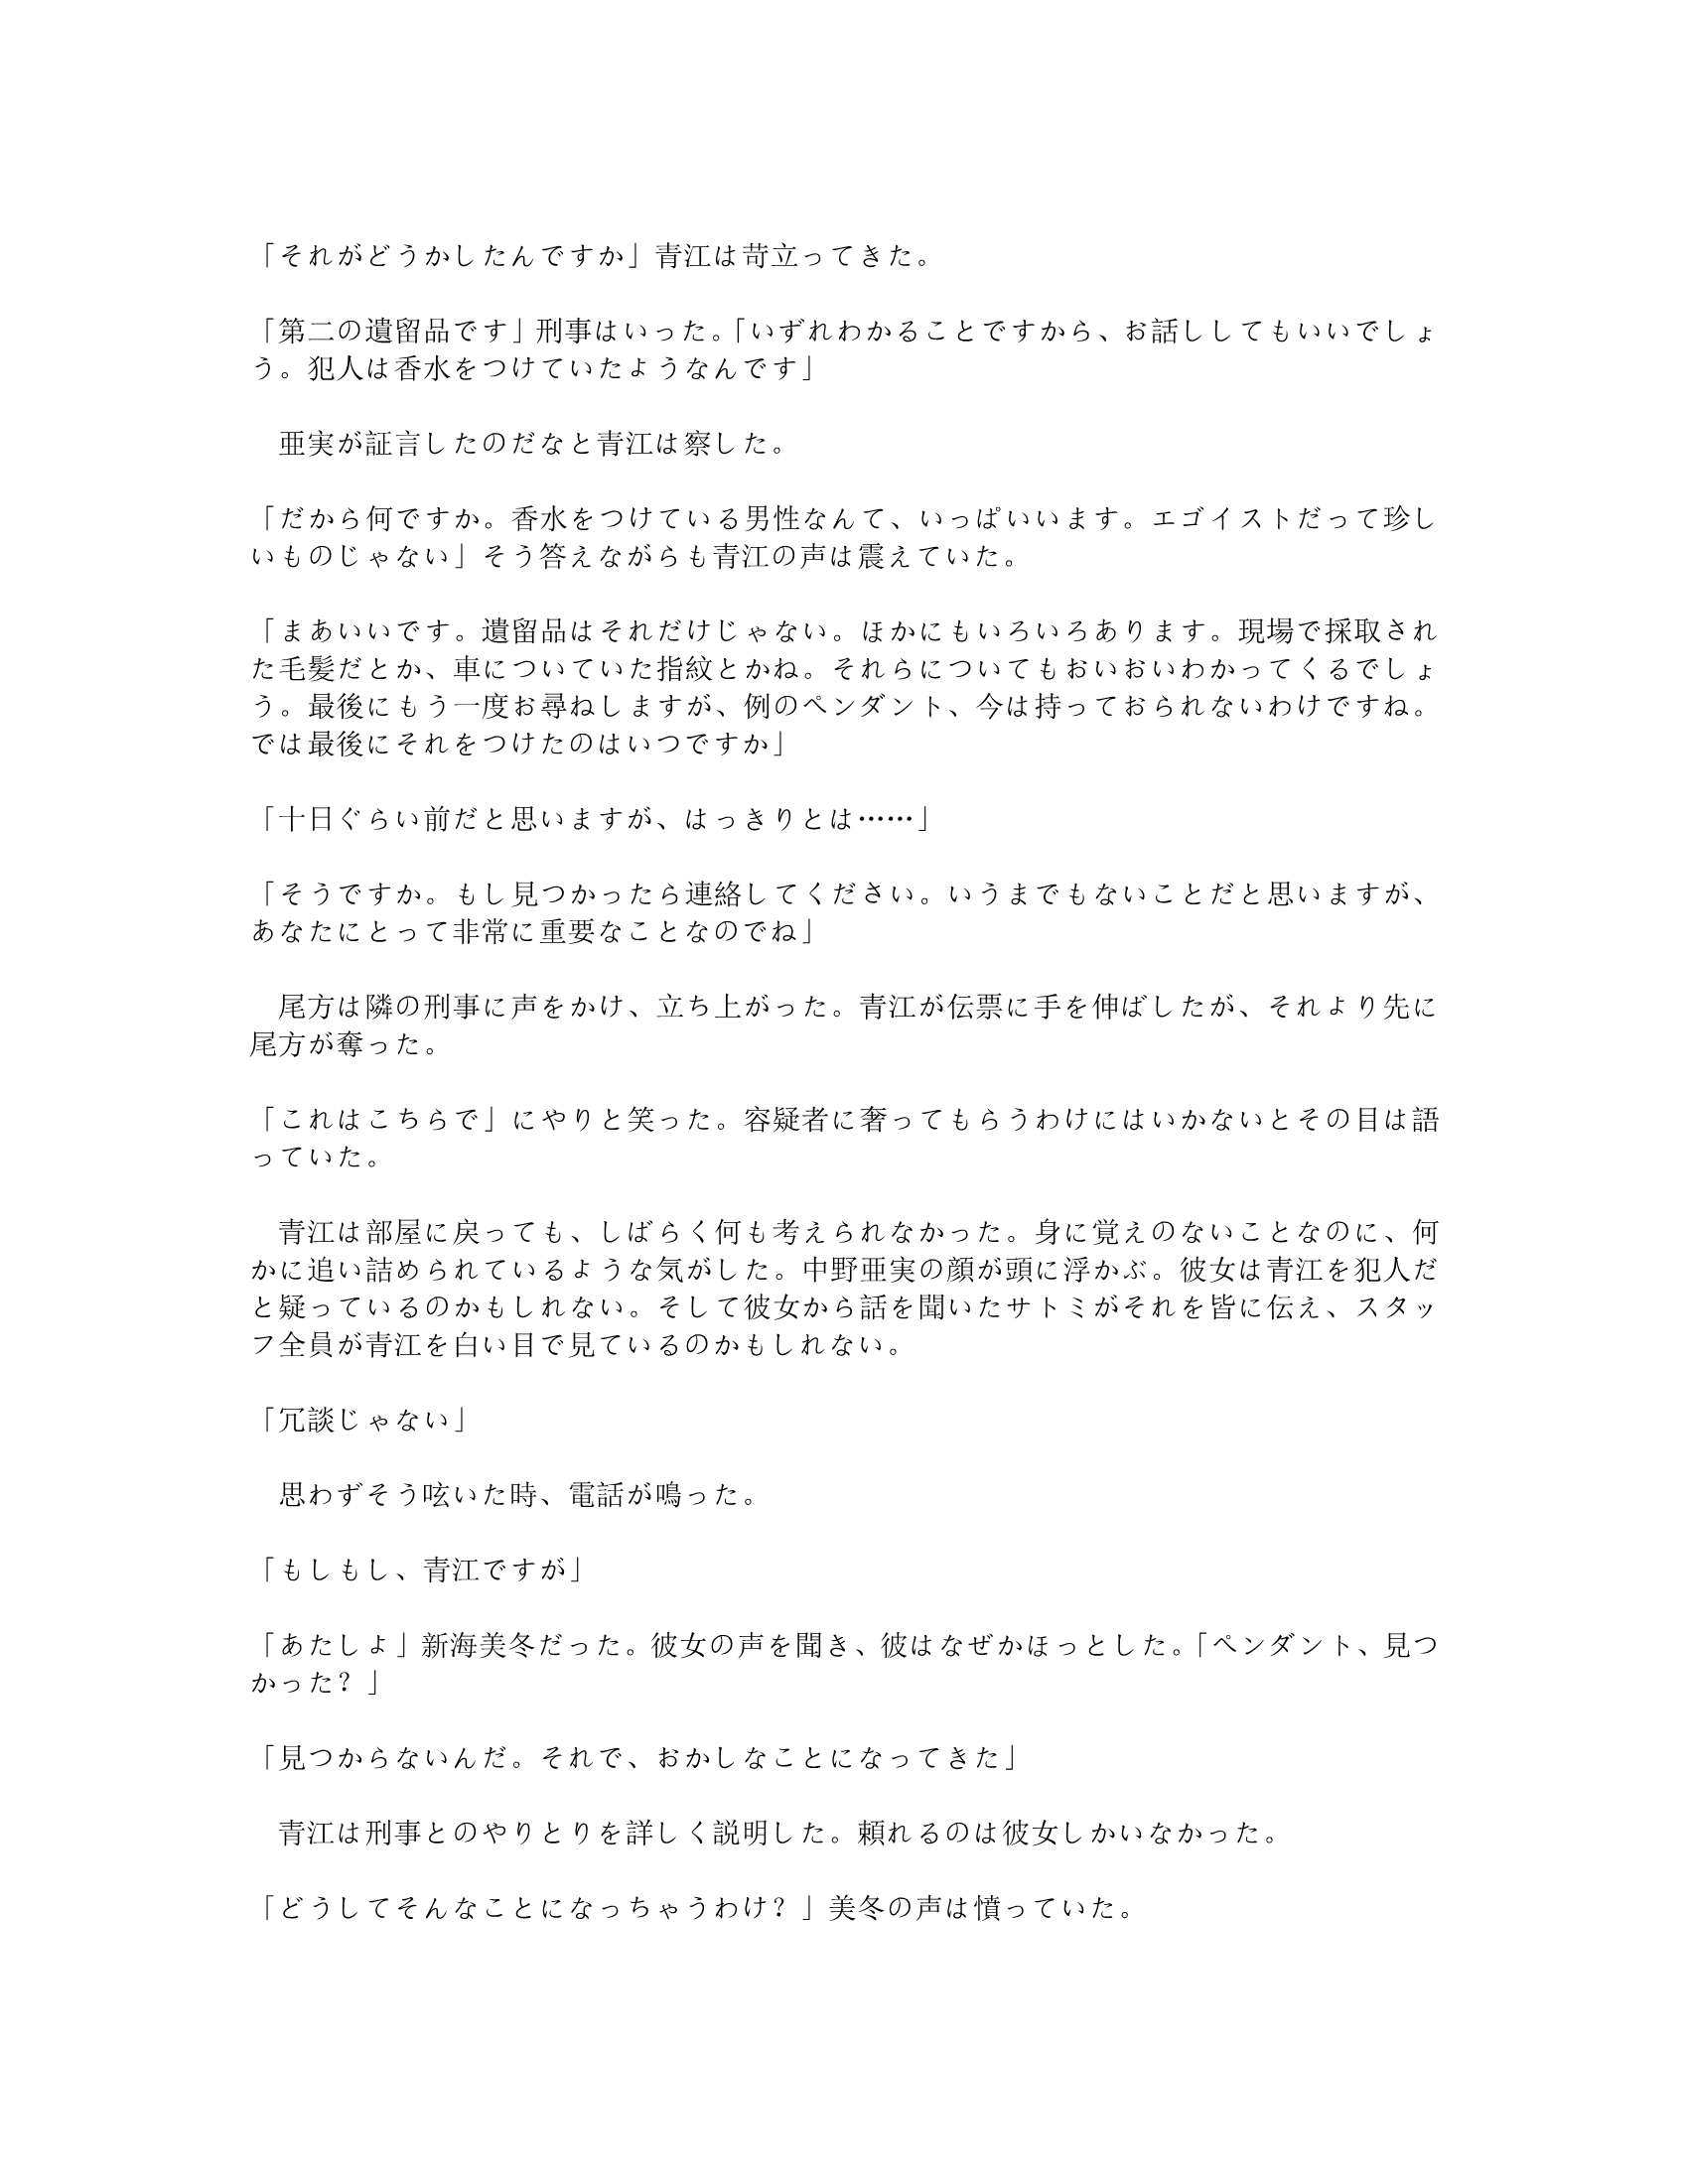 「それがどうかしたんですか」青江は苛立ってきた。
「第二の遺留品です」刑事はいった。「いずれわかることですから、お話ししてもいいでしょ
う。犯人は香水をつけていたようなんです」
　亜実が証言したのだなと青江は察した。
「だから何ですか。香水をつけている男性なんて、いっぱいいます。エゴイストだって珍し
いものじゃない」そう答えながらも青江の声は震えていた。
「まあいいです。遺留品はそれだけじゃない。ほかにもいろいろあります。現場で採取され
た毛髪だとか、車についていた指紋とかね。それらについてもおいおいわかってくるでしょ
う。最後にもう一度お尋ねしますが、例のペンダント、今は持っておられないわけですね。
では最後にそれをつけたのはいつですか」
「十日ぐらい前だと思いますが、はっきりとは……」
「そうですか。もし見つかったら連絡してください。いうまでもないことだと思いますが、
あなたにとって非常に重要なことなのでね」
　尾方は隣の刑事に声をかけ、立ち上がった。青江が伝票に手を伸ばしたが、それより先に
尾方が奪った。
「これはこちらで」にやりと笑った。容疑者に奢ってもらうわけにはいかないとその目は語
っていた。
　青江は部屋に戻っても、しばらく何も考えられなかった。身に覚えのないことなのに、何
かに追い詰められているような気がした。中野亜実の顔が頭に浮かぶ。彼女は青江を犯人だ
と疑っているのかもしれない。そして彼女から話を聞いたサトミがそれを皆に伝え、スタッ
フ全員が青江を白い目で見ているのかもしれない。
「冗談じゃない」
　思わずそう呟いた時、電話が鳴った。
「もしもし、青江ですが」
「あたしよ」新海美冬だった。彼女の声を聞き、彼はなぜかほっとした。「ペンダント、見つ
かった？」
「見つからないんだ。それで、おかしなことになってきた」
　青江は刑事とのやりとりを詳しく説明した。頼れるのは彼女しかいなかった。
「どうしてそんなことになっちゃうわけ？」美冬の声は憤っていた。